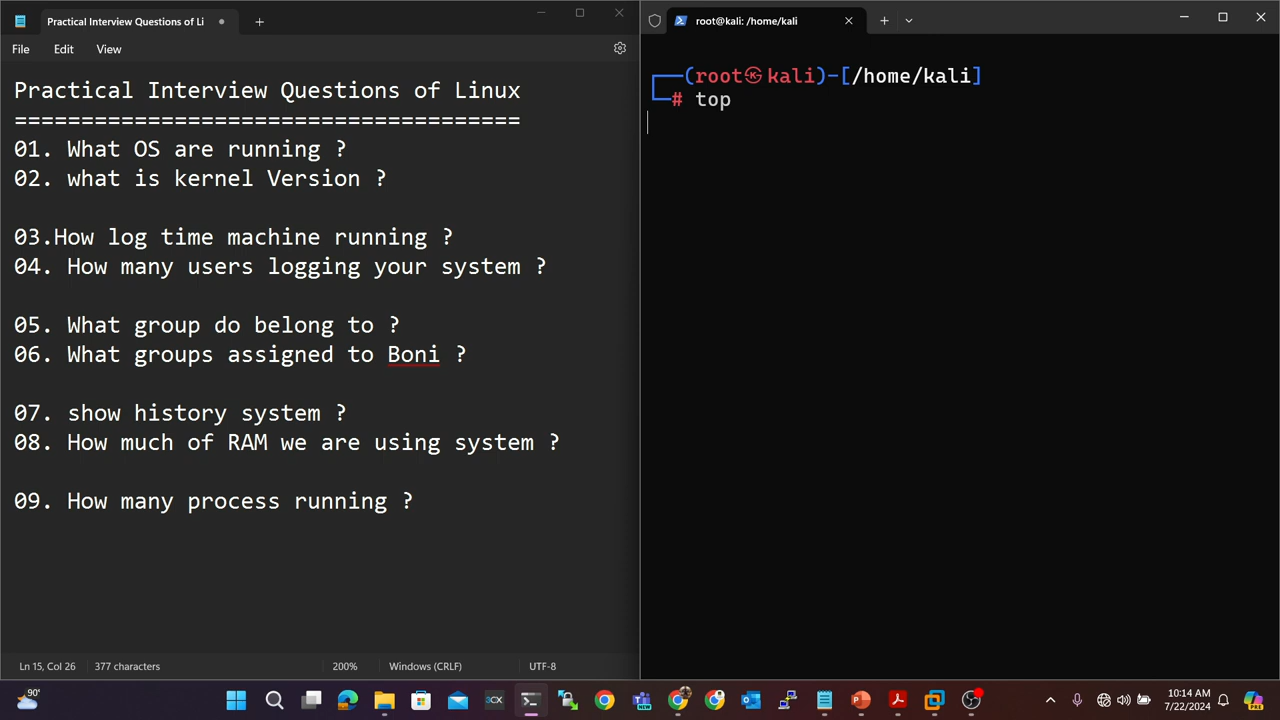 Practical Interview Questions of Li
File Edit View
Practical Interview Questions of Linux
======================================
01. What OS are running ?
02. what is kernel Version ?
03.How log time machine running ?
04. How many users logging your system ?
05. What group do belong to ?
06. What groups assigned to Boni ?
07. show history system ?
08. How much of RAM we are using system ?
09. How many process running ?
Ln 15, Col 26 377 characters 200% Windows (CRLF) UTF-8
root@kali: /home/kali
(root㉿kali)-[/home/kali]
# top
90°
10:14 AM
7/22/2024